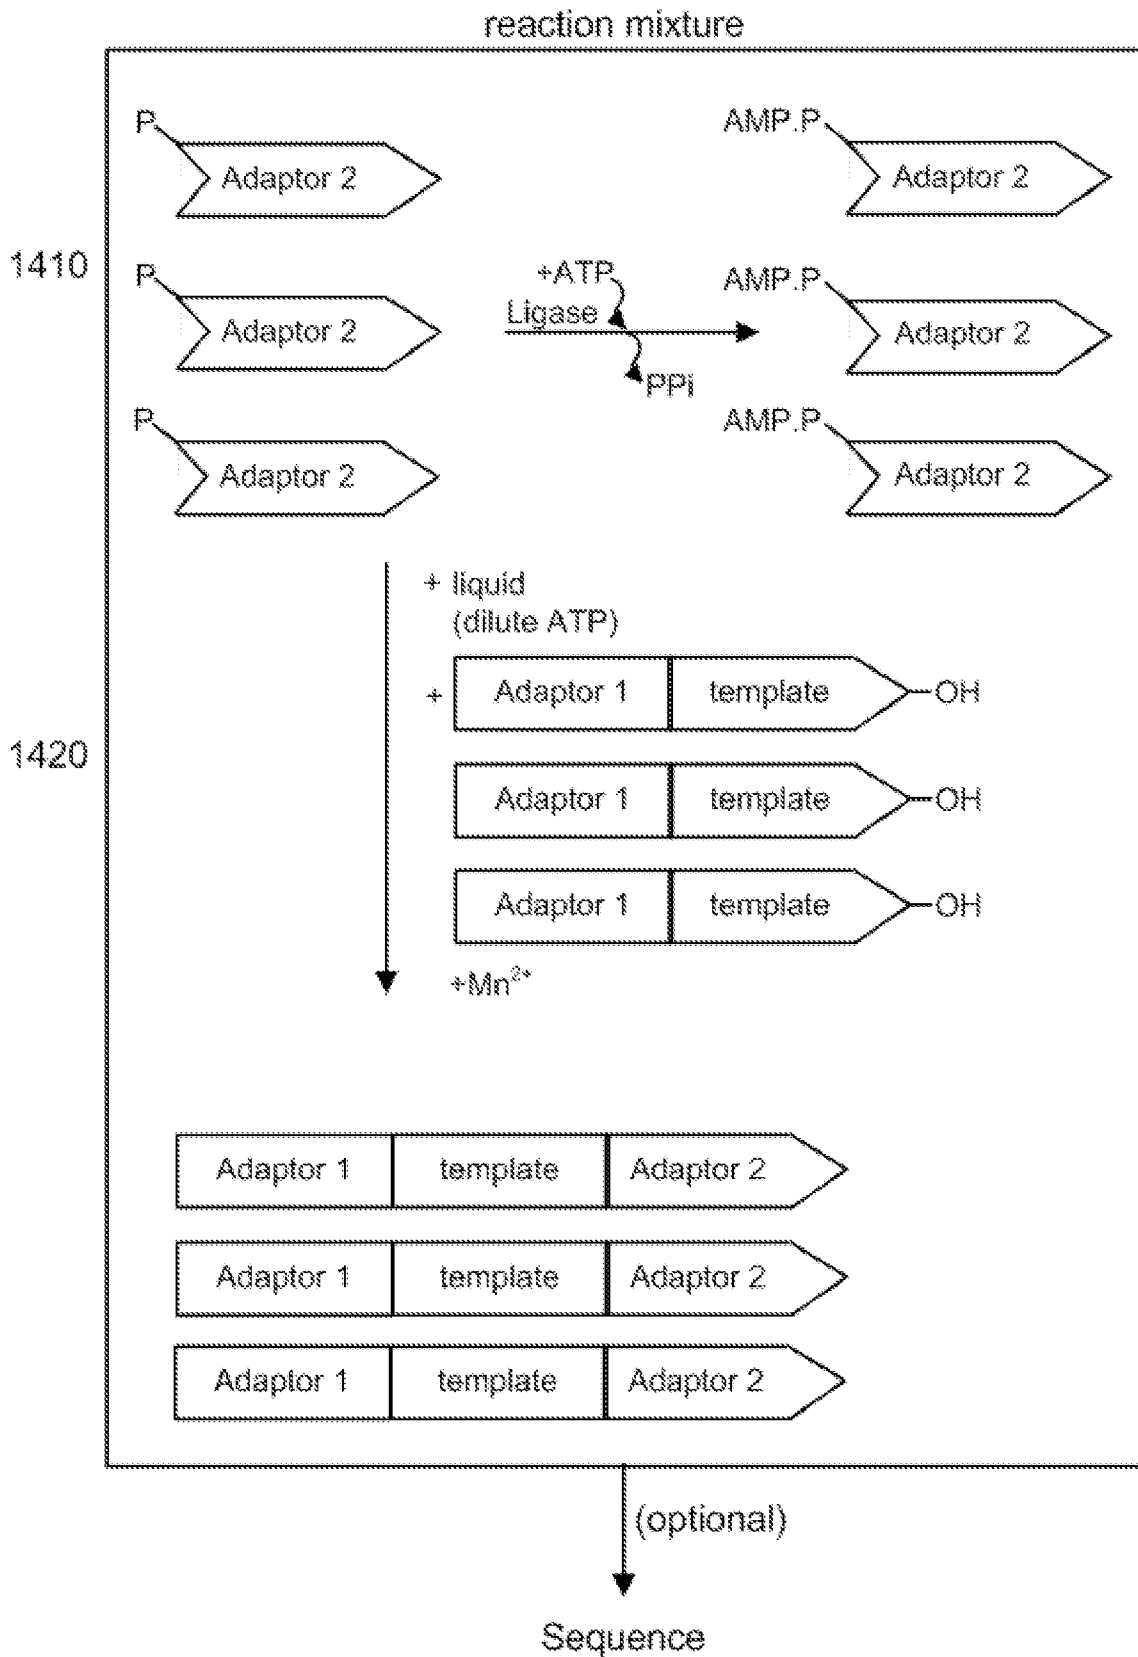 reaction mixture
P
AMP.P
Adaptor 2
Adaptor 2
1410
P
+ATP
AMP.P
Ligase
Adaptor 2
Adaptor 2
PPi
P
AMP.P
Adaptor 2
Adaptor 2
+ liquid
(dilute ATP)
+ Adaptor 1 template OH
1420
Adaptor 1 template OH
Adaptor 1 template OH
+Mn²⁺
Adaptor 1 template Adaptor 2
Adaptor 1 template Adaptor 2
Adaptor 1 template Adaptor 2
(optional)
Sequence